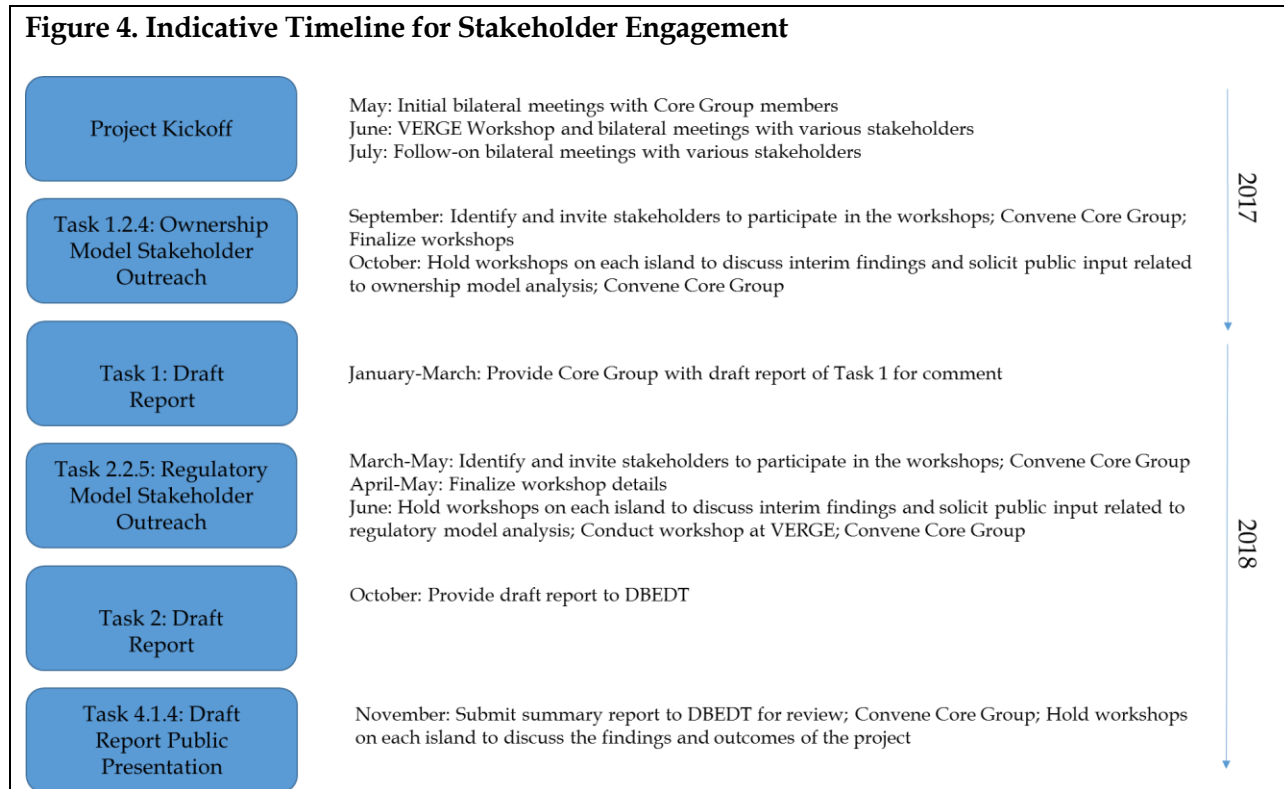 Figure 4. Indicative Timeline for Stakeholder Engagement
Project Kickoff
May: Initial bilateral meetings with Core Group members
June: VERGE Workshop and bilateral meetings with various stakeholders
July: Follow-on bilateral meetings with various stakeholders
2017
Task 1.2.4: Ownership
Model Stakeholder
Outreach
September: Identify and invite stakeholders to participate in the workshops; Convene Core Group;
Finalize workshops
October: Hold workshops on each island to discuss interim findings and solicit public input related
to ownership model analysis; Convene Core Group
Task 1: Draft
Report
January-March: Provide Core Group with draft report of Task 1 for comment
Task 2.2.5: Regulatory
Model Stakeholder
Outreach
March-May: Identify and invite stakeholders to participate in the workshops; Convene Core Group
April-May: Finalize workshop details
June: Hold workshops on each island to discuss interim findings and solicit public input related to
regulatory model analysis; Conduct workshop at VERGE; Convene Core Group
2018
Task 2: Draft
Report
October: Provide draft report to DBEDT
Task 4.1.4: Draft
Report Public
Presentation
November: Submit summary report to DBEDT for review; Convene Core Group; Hold workshops
on each island to discuss the findings and outcomes of the project